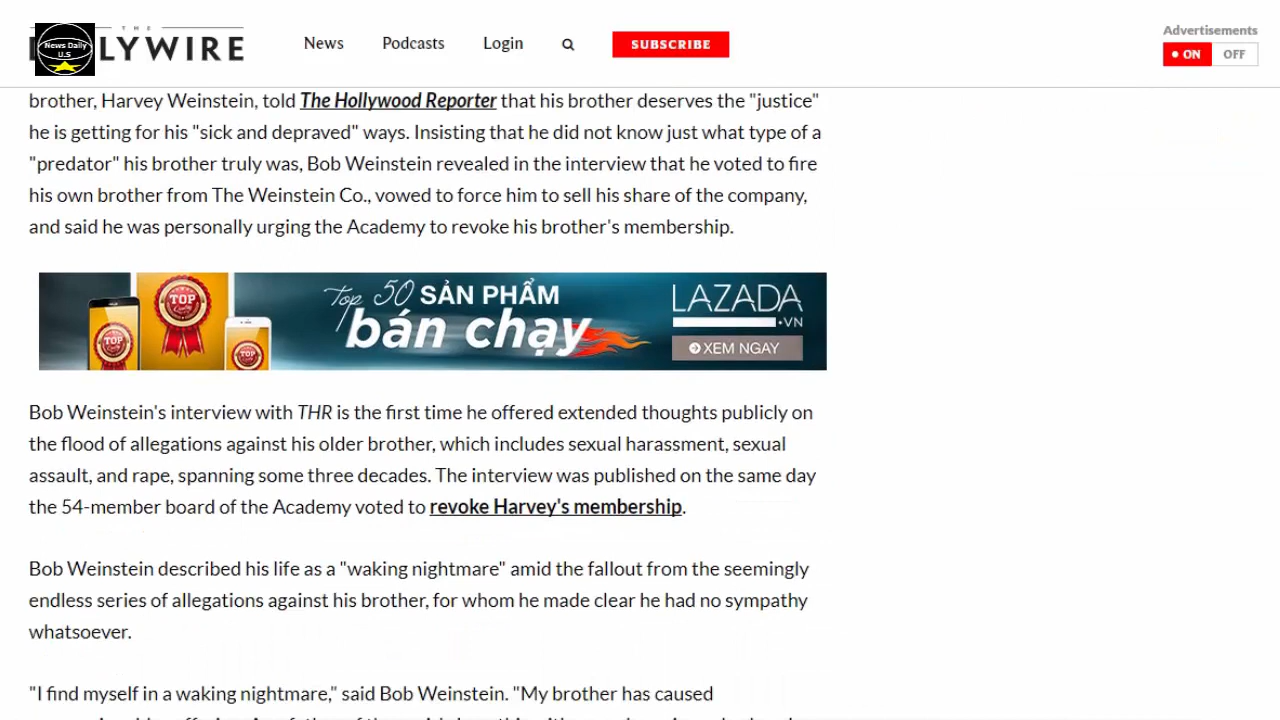 THE
LYWIRE
News Daily
U.S
News
Podcasts
Login
SUBSCRIBE
Advertisements
ON
OFF
brother, Harvey Weinstein, told The Hollywood Reporter that his brother deserves the "justice"
he is getting for his "sick and depraved" ways. Insisting that he did not know just what type of a
"predator" his brother truly was, Bob Weinstein revealed in the interview that he voted to fire
his own brother from The Weinstein Co., vowed to force him to sell his share of the company,
and said he was personally urging the Academy to revoke his brother's membership.
Top 50 SẢN PHẨM
bán chạy
LAZADA
.VN
XEM NGAY
TOP
TOP
TOP
Bob Weinstein's interview with THR is the first time he offered extended thoughts publicly on
the flood of allegations against his older brother, which includes sexual harassment, sexual
assault, and rape, spanning some three decades. The interview was published on the same day
the 54-member board of the Academy voted to revoke Harvey's membership.
Bob Weinstein described his life as a "waking nightmare" amid the fallout from the seemingly
endless series of allegations against his brother, for whom he made clear he had no sympathy
whatsoever.
"I find myself in a waking nightmare," said Bob Weinstein. "My brother has caused